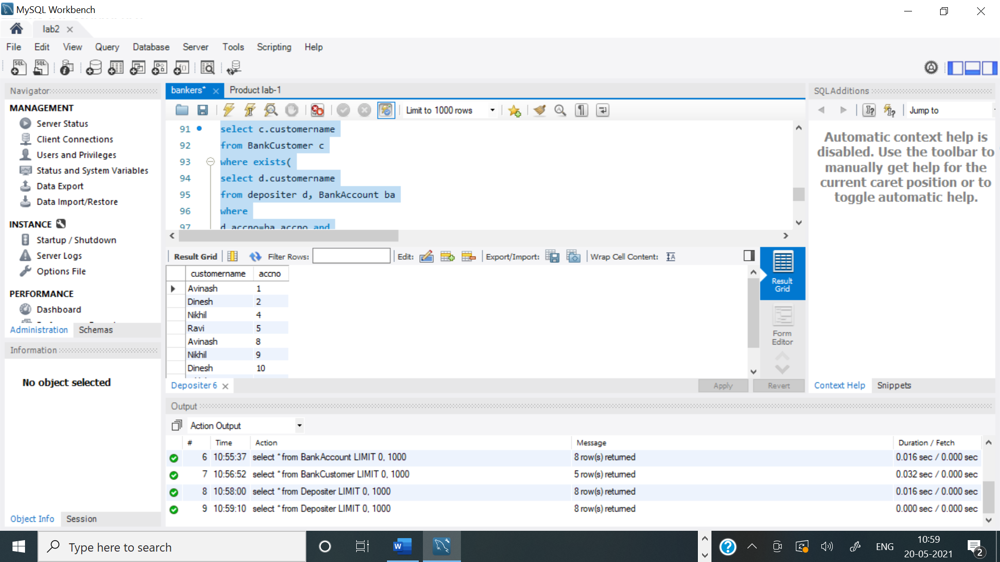 MySQL Workbench
lab2
File Edit View Query Database Server Tools Scripting Help
Navigator
MANAGEMENT
Server Status
Client Connections
Users and Privileges
Status and System Variables
Data Export
Data Import/Restore
INSTANCE
Startup / Shutdown
Server Logs
Options File
PERFORMANCE
Dashboard
Administration Schemas
Information
No object selected
Object Info Session
bankers* Product lab-1
Limit to 1000 rows
91 select c.customername
92 from BankCustomer c
93 where exists(
94 select d.customername
95 from depositer d, BankAccount ba
96 where
97 d.accno=ba.accno and
Result Grid Filter Rows: Edit: Export/Import: Wrap Cell Content:
customername accno
Avinash 1
Dinesh 2
Nikhil 4
Ravi 5
Avinash 8
Nikhil 9
Dinesh 10
Result
Grid
Form
Editor
Depositer 6 Apply Revert
SQLAdditions
Jump to
Automatic context help is
disabled. Use the toolbar to
manually get help for the
current caret position or to
toggle automatic help.
Context Help Snippets
Output
Action Output
# Time Action Message Duration / Fetch
6 10:55:37 select * from BankAccount LIMIT 0, 1000 8 row(s) returned 0.016 sec / 0.000 sec
7 10:56:52 select * from BankCustomer LIMIT 0, 1000 5 row(s) returned 0.032 sec / 0.000 sec
8 10:58:00 select * from Depositer LIMIT 0, 1000 8 row(s) returned 0.016 sec / 0.000 sec
9 10:59:10 select * from Depositer LIMIT 0, 1000 8 row(s) returned 0.000 sec / 0.000 sec
Type here to search
ENG
10:59
20-05-2021
2